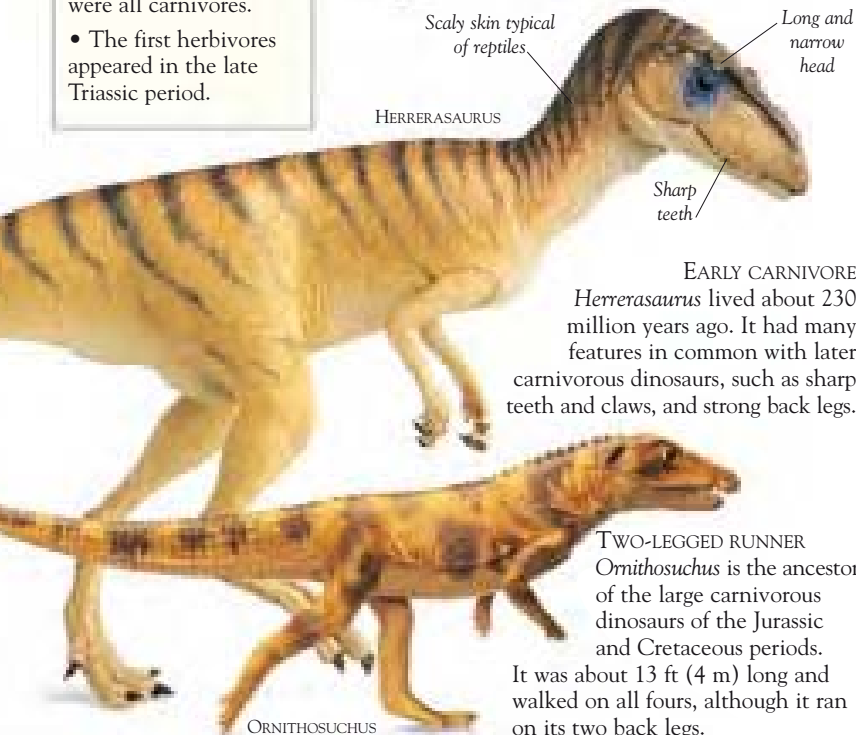 were all carnivores.
• The first herbivores
appeared in the late
Triassic period.
Scaly skin typical
of reptiles
Long and
narrow
head
HERRERASAURUS
Sharp
teeth
EARLY CARNIVORE
Herrerasaurus lived about 230
million years ago. It had many
features in common with later
carnivorous dinosaurs, such as sharp
teeth and claws, and strong back legs.
TWO-LEGGED RUNNER
Ornithosuchus is the ancestor
of the large carnivorous
dinosaurs of the Jurassic
and Cretaceous periods.
It was about 13 ft (4 m) long and
walked on all fours, although it ran
on its two back legs.
ORNITHOSUCHUS